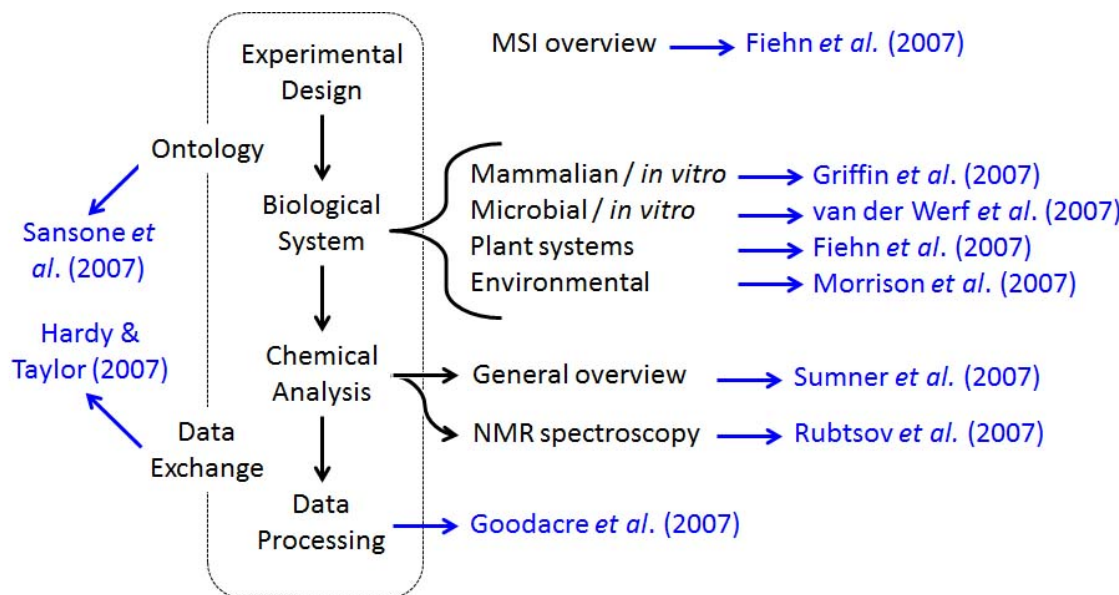 Experimental
Design
MSI overview
Fiehn et al. (2007)
Ontology
Sansone et
al. (2007)
Biological
System
Mammalian / in vitro
Griffin et al. (2007)
Microbial / in vitro
van der Werf et al. (2007)
Plant systems
Fiehn et al. (2007)
Environmental
Morrison et al. (2007)
Hardy &
Taylor (2007)
Chemical
Analysis
General overview
Sumner et al. (2007)
NMR spectroscopy
Rubtsov et al. (2007)
Data
Exchange
Data
Processing
Goodacre et al. (2007)